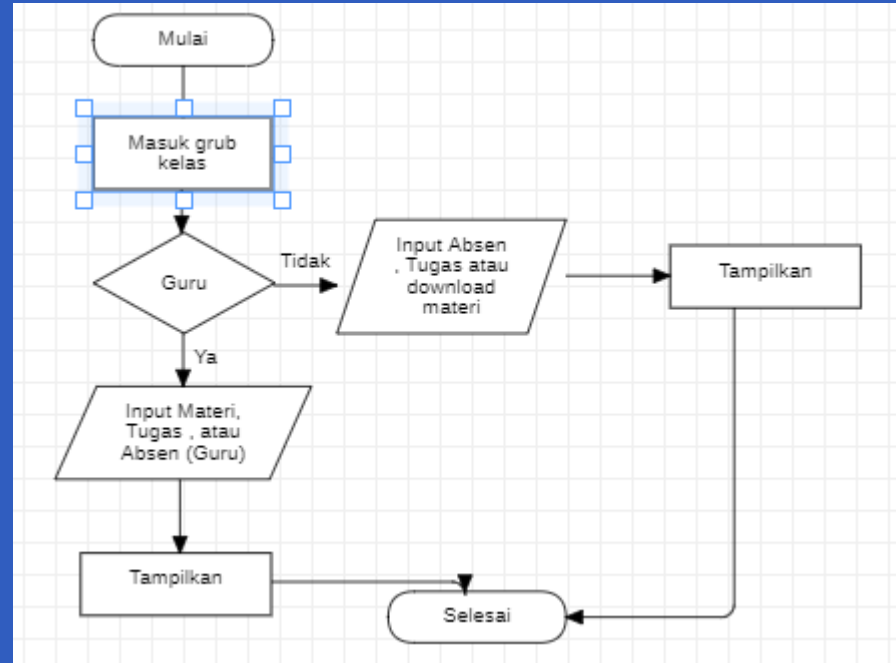 Mulai
Masuk grub
kelas
Guru
Tidak
Input Absen
, Tugas atau
download
materi
Tampilkan
Ya
Input Materi,
Tugas , atau
Absen (Guru)
Tampilkan
Selesai